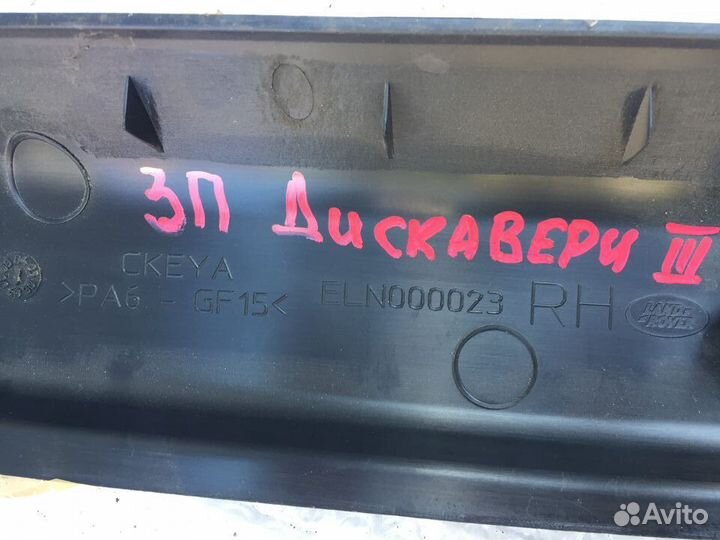 ЗП ДИСКАВЕРИ III
CKEYA
>PA6 - GF15< ELN000023 RH LAND ROVER
Avito